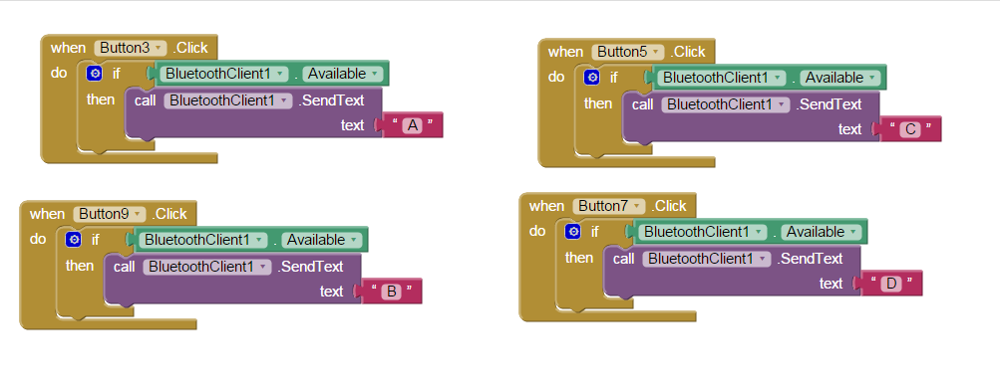 when Button3 .Click
do if BluetoothClient1 . Available
then call BluetoothClient1 .SendText
text “ A ”
when Button5 .Click
do if BluetoothClient1 . Available
then call BluetoothClient1 .SendText
text “ C ”
when Button9 .Click
do if BluetoothClient1 . Available
then call BluetoothClient1 .SendText
text “ B ”
when Button7 .Click
do if BluetoothClient1 . Available
then call BluetoothClient1 .SendText
text “ D ”